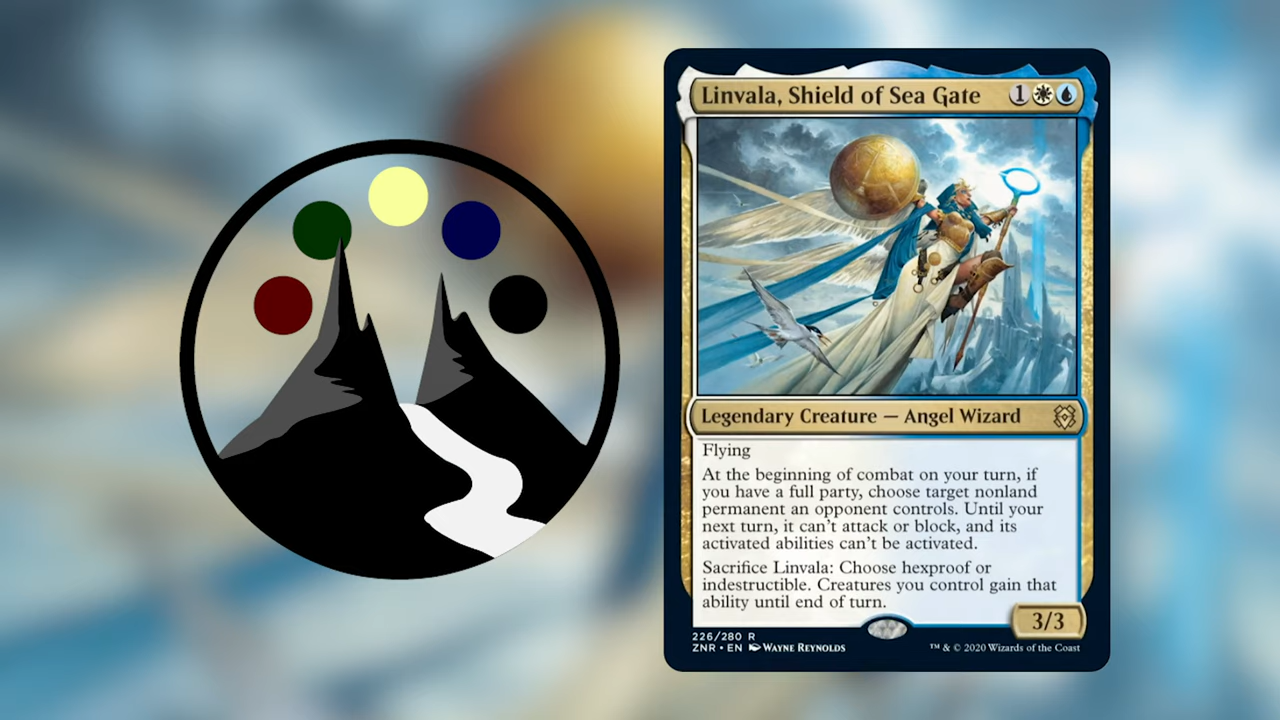 Linvala, Shield of Sea Gate 1
Legendary Creature — Angel Wizard
Flying
At the beginning of combat on your turn, if
you have a full party, choose target nonland
permanent an opponent controls. Until your
next turn, it can't attack or block, and its
activated abilities can't be activated.
Sacrifice Linvala: Choose hexproof or
indestructible. Creatures you control gain that
ability until end of turn.
3/3
226/280 R
ZNR • EN Wayne Reynolds
™ & © 2020 Wizards of the Coast